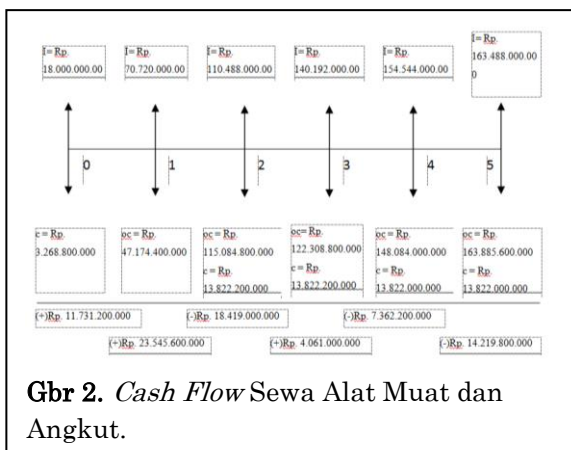 I= Rp.
18.000.000.00
I= Rp.
70.720.000.00
I= Rp.
110.488.000.00
I= Rp.
140.192.000.00
I= Rp.
154.544.000.00
I= Rp.
163.488.000.00
0
0 1 2 3 4 5
c = Rp.
3.268.800.000
oc = Rp.
47.174.400.000
oc = Rp.
115.084.800.000
c = Rp.
13.822.200.000
oc= Rp.
122.308.800.000
c = Rp.
13.822.200.000
oc = Rp.
148.084.000.000
c = Rp.
13.822.000.000
oc = Rp.
163.885.600.000
c = Rp.
13.822.000.000
(+)Rp. 11.731.200.000
(-)Rp. 18.419.000.000
(-)Rp. 7.362.200.000
(+)Rp. 23.545.600.000
(+)Rp. 4.061.000.000
(-)Rp. 14.219.800.000
Gbr 2. Cash Flow Sewa Alat Muat dan
Angkut.